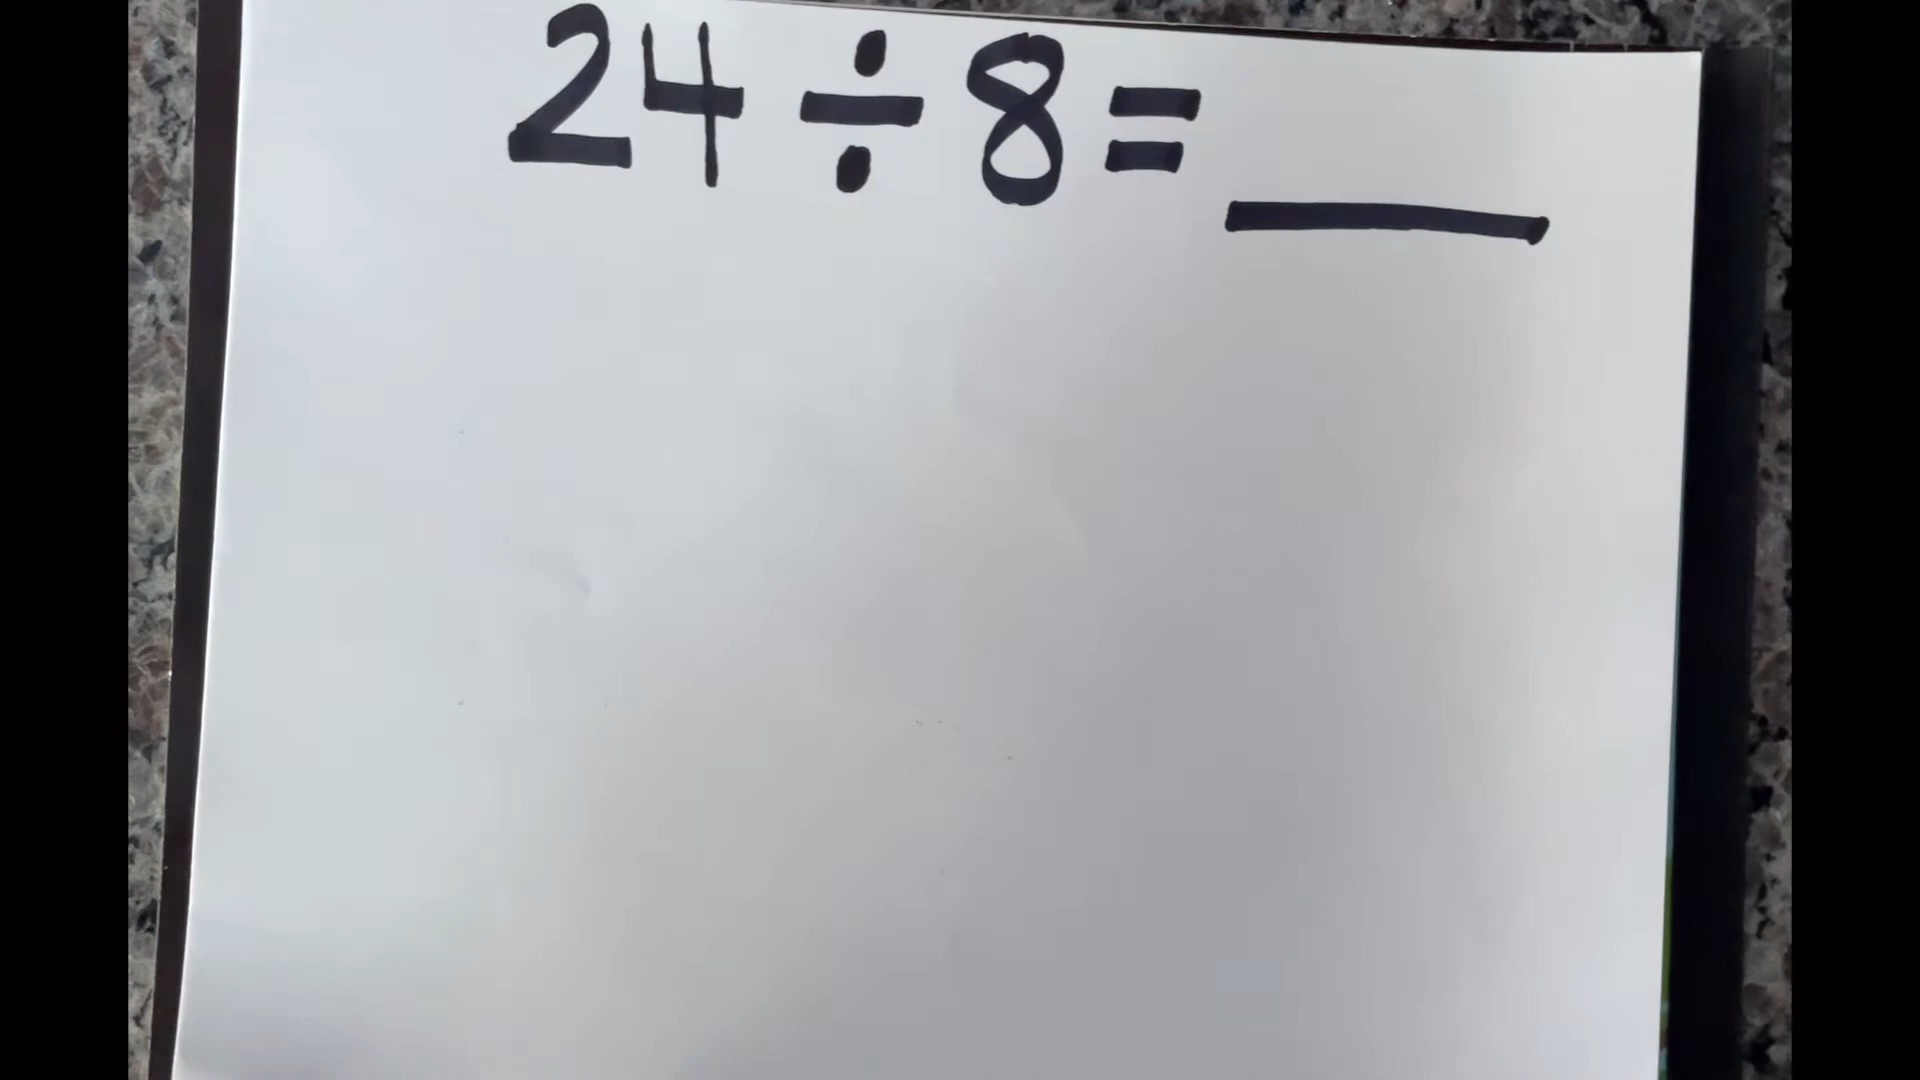 24 ÷ 8 = ____